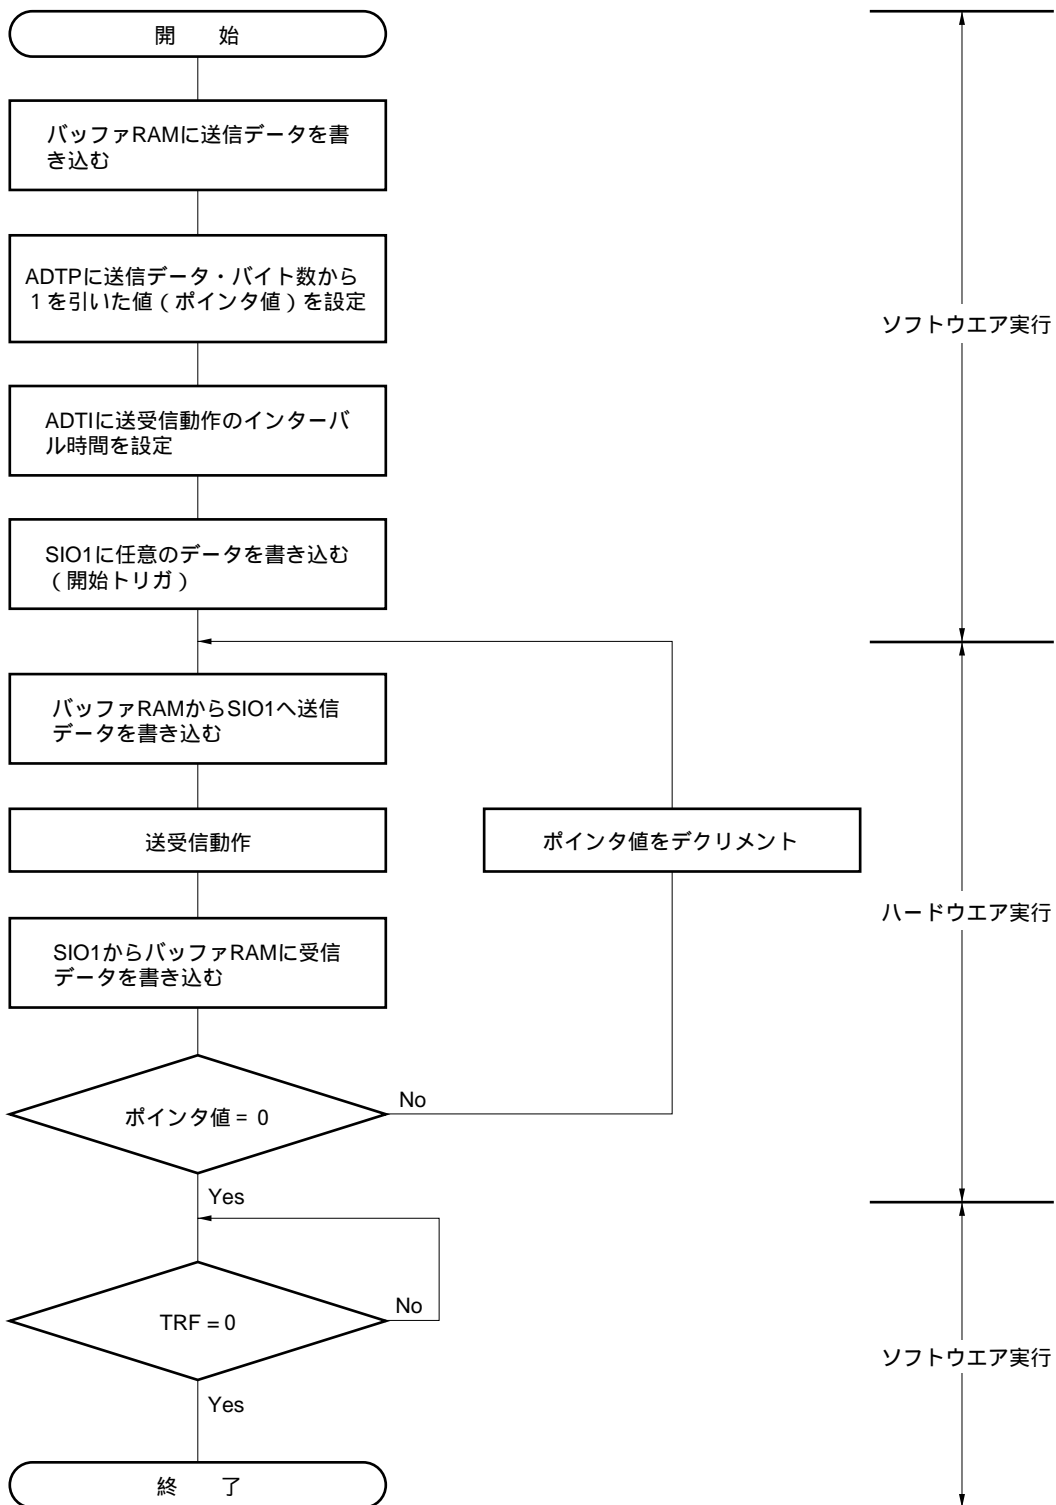 開 始
バッファRAMに送信データを書
き込む
ADTPに送信データ・バイト数から
1を引いた値（ポインタ値）を設定
ADTIに送受信動作のインターバ
ル時間を設定
SIO1に任意のデータを書き込む
（開始トリガ）
ソフトウエア実行
バッファRAMからSIO1へ送信
データを書き込む
送受信動作
ポインタ値をデクリメント
SIO1からバッファRAMに受信
データを書き込む
ハードウエア実行
ポインタ値 = 0
No
Yes
TRF = 0
No
Yes
ソフトウエア実行
終 了